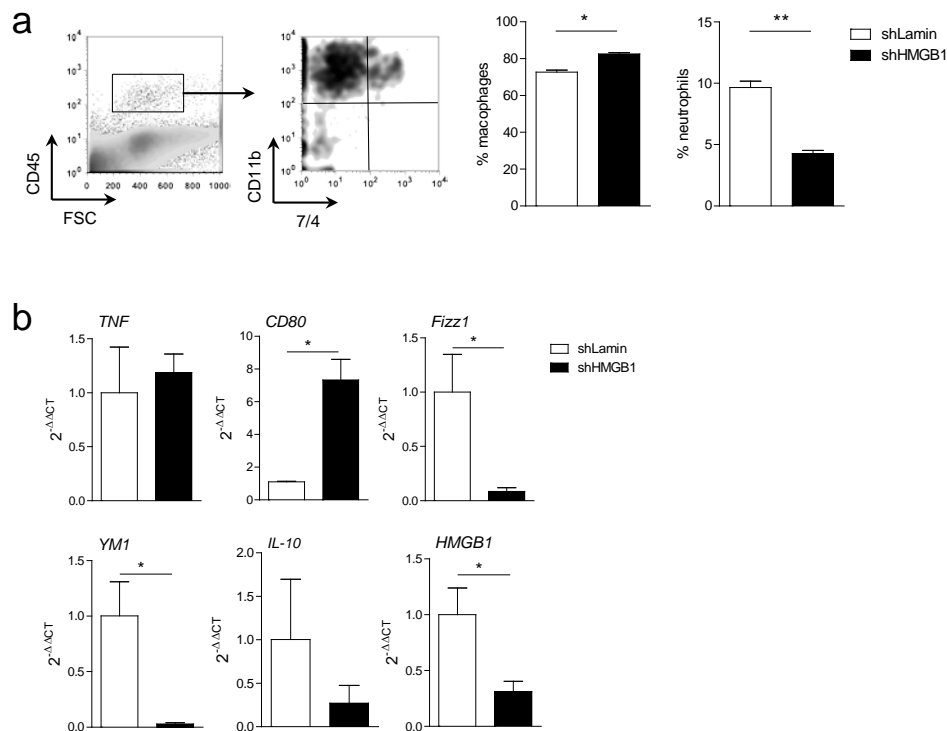 a
10⁴
10³
10²
10¹
10⁰
0 200 400 600 800 1000
CD45
FSC
10⁴
10³
10²
10¹
10⁰
10⁰ 10¹ 10² 10³ 10⁴
CD11b
7/4
% macrophages
100
80
60
40
20
0
*
% neutrophils
15
10
5
0
**
shLamin
shHMGB1
b
TNF
2^-ΔΔCT
1.5
1.0
0.5
0.0
CD80
2^-ΔΔCT
10
8
6
4
2
0
*
Fizz1
2^-ΔΔCT
1.5
1.0
0.5
0.0
*
shLamin
shHMGB1
YM1
2^-ΔΔCT
1.5
1.0
0.5
0.0
*
IL-10
2^-ΔΔCT
2.0
1.5
1.0
0.5
0.0
HMGB1
2^-ΔΔCT
1.5
1.0
0.5
0.0
*